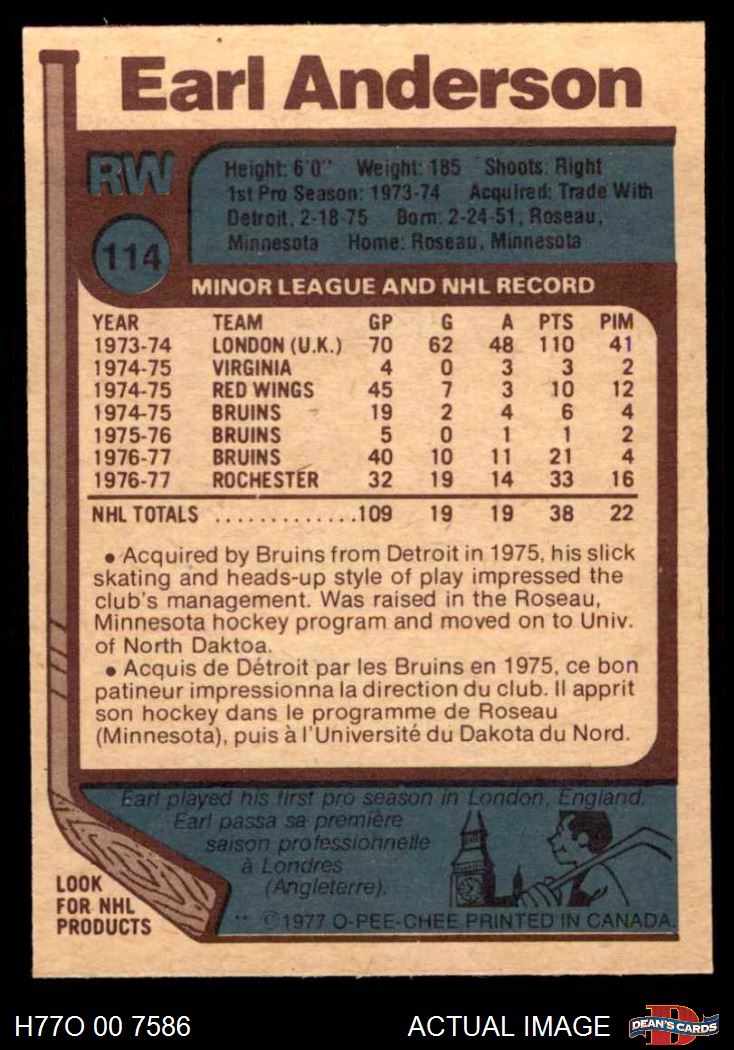 Earl Anderson
RW
114
Height: 6'0" Weight: 185 Shoots: Right
1st Pro Season: 1973-74 Acquired: Trade With
Detroit, 2-18-75 Born: 2-24-51, Roseau,
Minnesota Home: Roseau, Minnesota
MINOR LEAGUE AND NHL RECORD
YEAR TEAM GP G A PTS PIM
1973-74 LONDON (U.K.) 70 62 48 110 41
1974-75 VIRGINIA 4 0 3 3 2
1974-75 RED WINGS 45 7 3 10 12
1974-75 BRUINS 19 2 4 6 4
1975-76 BRUINS 5 0 1 1 2
1976-77 BRUINS 40 10 11 21 4
1976-77 ROCHESTER 32 19 14 33 16
NHL TOTALS .............109 19 19 38 22
• Acquired by Bruins from Detroit in 1975, his slick
skating and heads-up style of play impressed the
club's management. Was raised in the Roseau,
Minnesota hockey program and moved on to Univ.
of North Daktoa.
• Acquis de Détroit par les Bruins en 1975, ce bon
patineur impressionna la direction du club. Il apprit
son hockey dans le programme de Roseau
(Minnesota), puis à l'Université du Dakota du Nord.
Earl played his first pro season in London, England.
Earl passa sa première
saison professionnelle
à Londres
(Angleterre).
LOOK
FOR NHL
PRODUCTS
** ©1977 O-PEE-CHEE PRINTED IN CANADA.
H77O 00 7586
ACTUAL IMAGE
D
DEAN'S CARDS